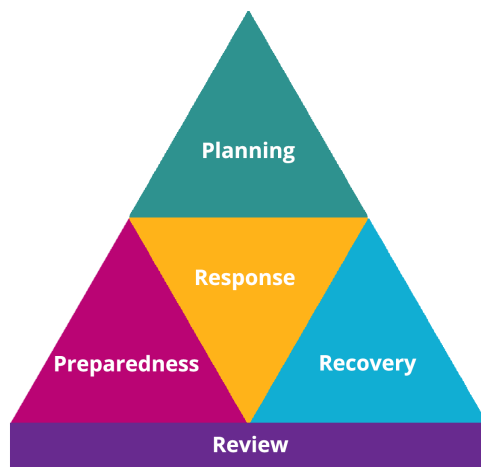 Planning
Response
Preparedness
Recovery
Review